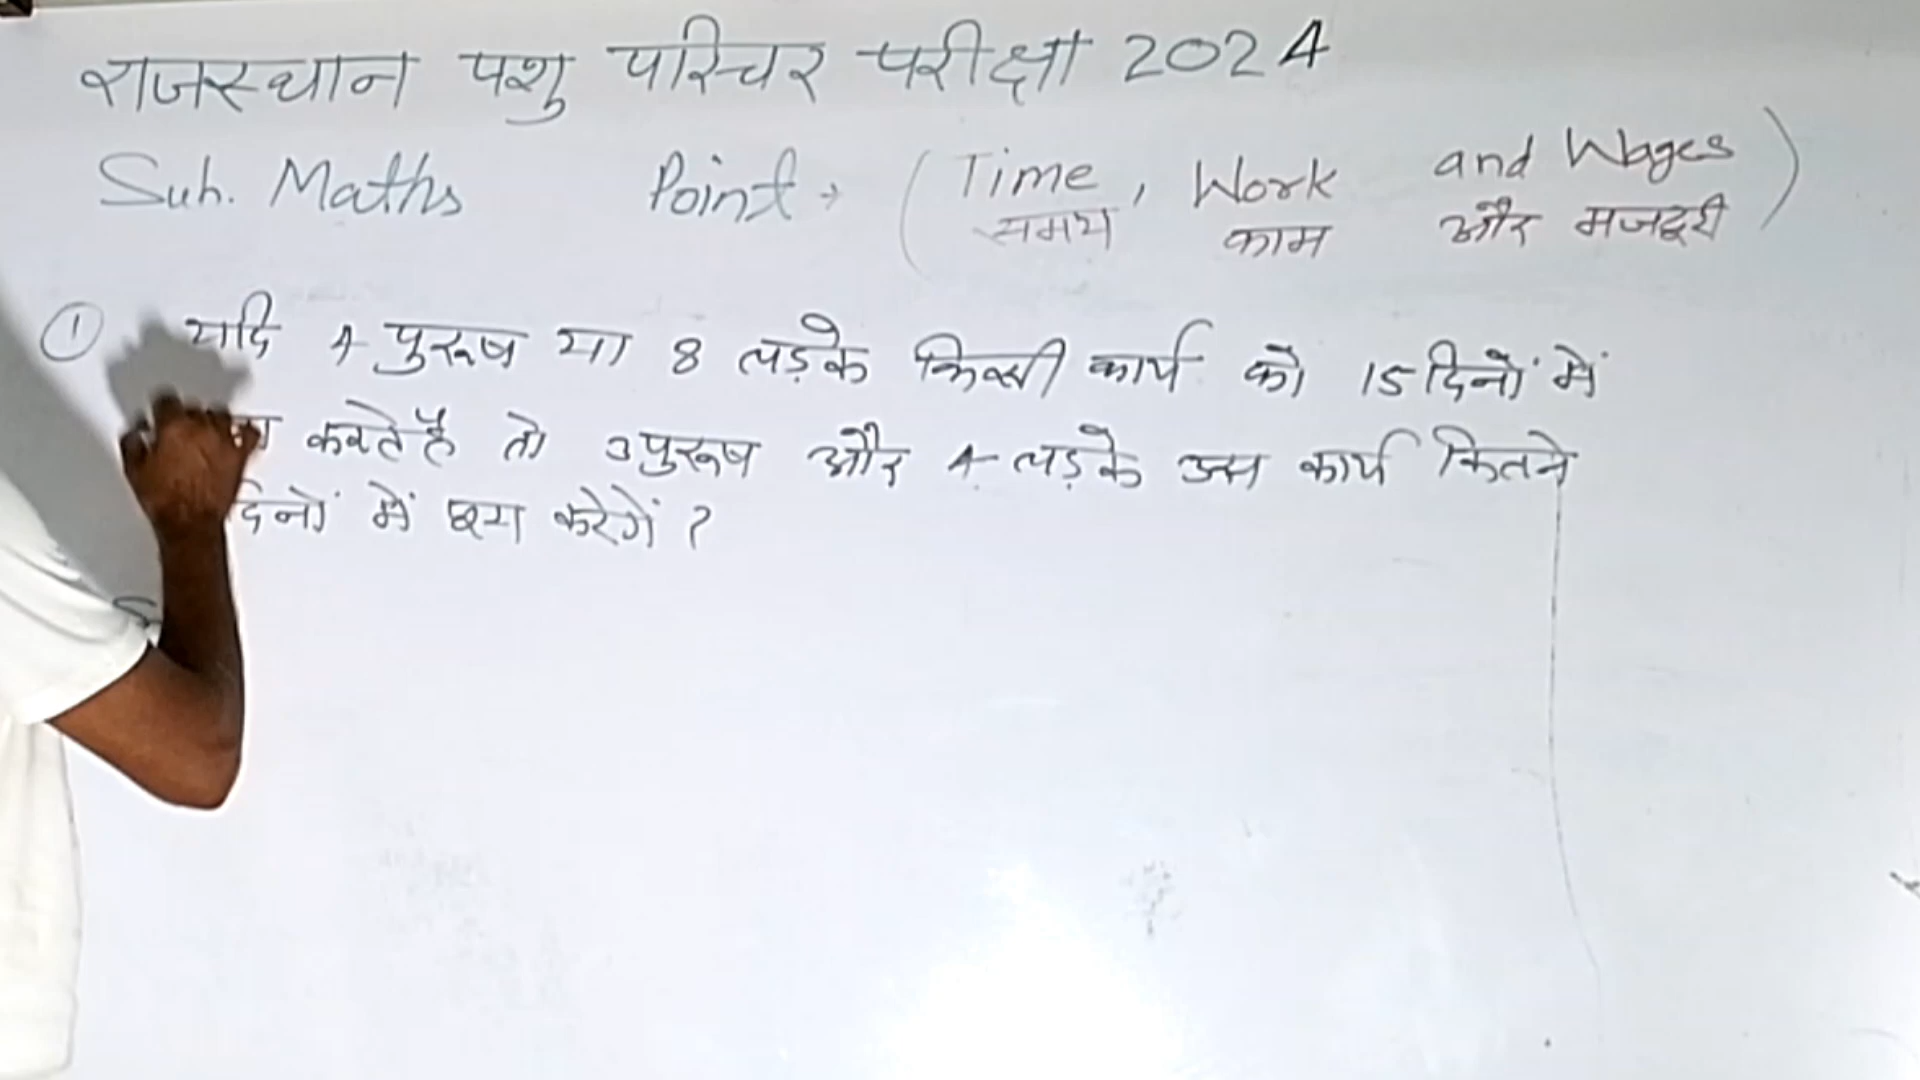 राजस्थान पशु परिचर परीक्षा 2024
Sub. Maths Point → (Time, Work and Wages)
समय काम और मजदूरी
① यदि 4 पुरूष या 8 लड़के किसी कार्य को 15 दिनों में
करते है तो 3 पुरूष और 4 लड़के उस कार्य कितने
दिनों में करेगें ?